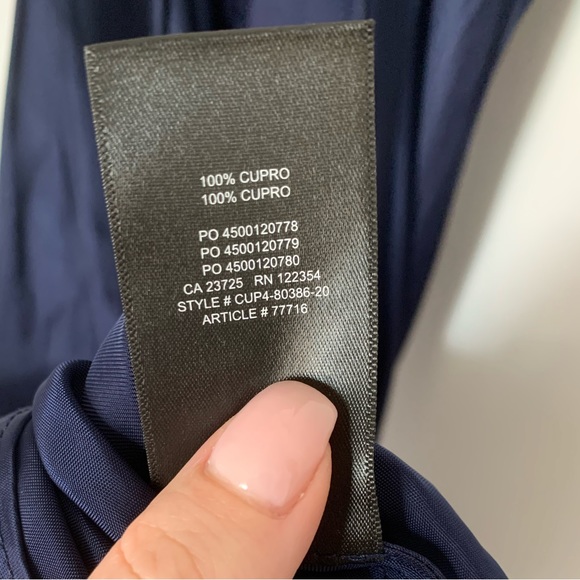 100% CUPRO
100% CUPRO
PO 4500120778
PO 4500120779
PO 4500120780
CA 23725 RN 122354
STYLE # CUP4-80386-20
ARTICLE # 77716